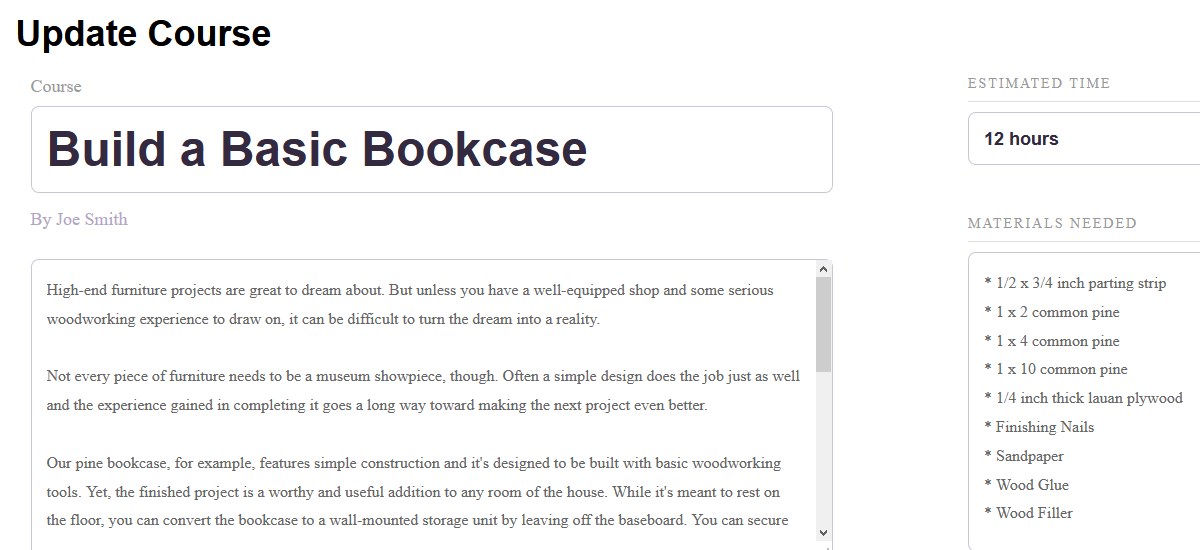 Update Course
Course
Build a Basic Bookcase
By Joe Smith
High-end furniture projects are great to dream about. But unless you have a well-equipped shop and some serious
woodworking experience to draw on, it can be difficult to turn the dream into a reality.
Not every piece of furniture needs to be a museum showpiece, though. Often a simple design does the job just as well
and the experience gained in completing it goes a long way toward making the next project even better.
Our pine bookcase, for example, features simple construction and it's designed to be built with basic woodworking
tools. Yet, the finished project is a worthy and useful addition to any room of the house. While it's meant to rest on
the floor, you can convert the bookcase to a wall-mounted storage unit by leaving off the baseboard. You can secure
ESTIMATED TIME
12 hours
MATERIALS NEEDED
* 1/2 x 3/4 inch parting strip
* 1 x 2 common pine
* 1 x 4 common pine
* 1 x 10 common pine
* 1/4 inch thick lauan plywood
* Finishing Nails
* Sandpaper
* Wood Glue
* Wood Filler